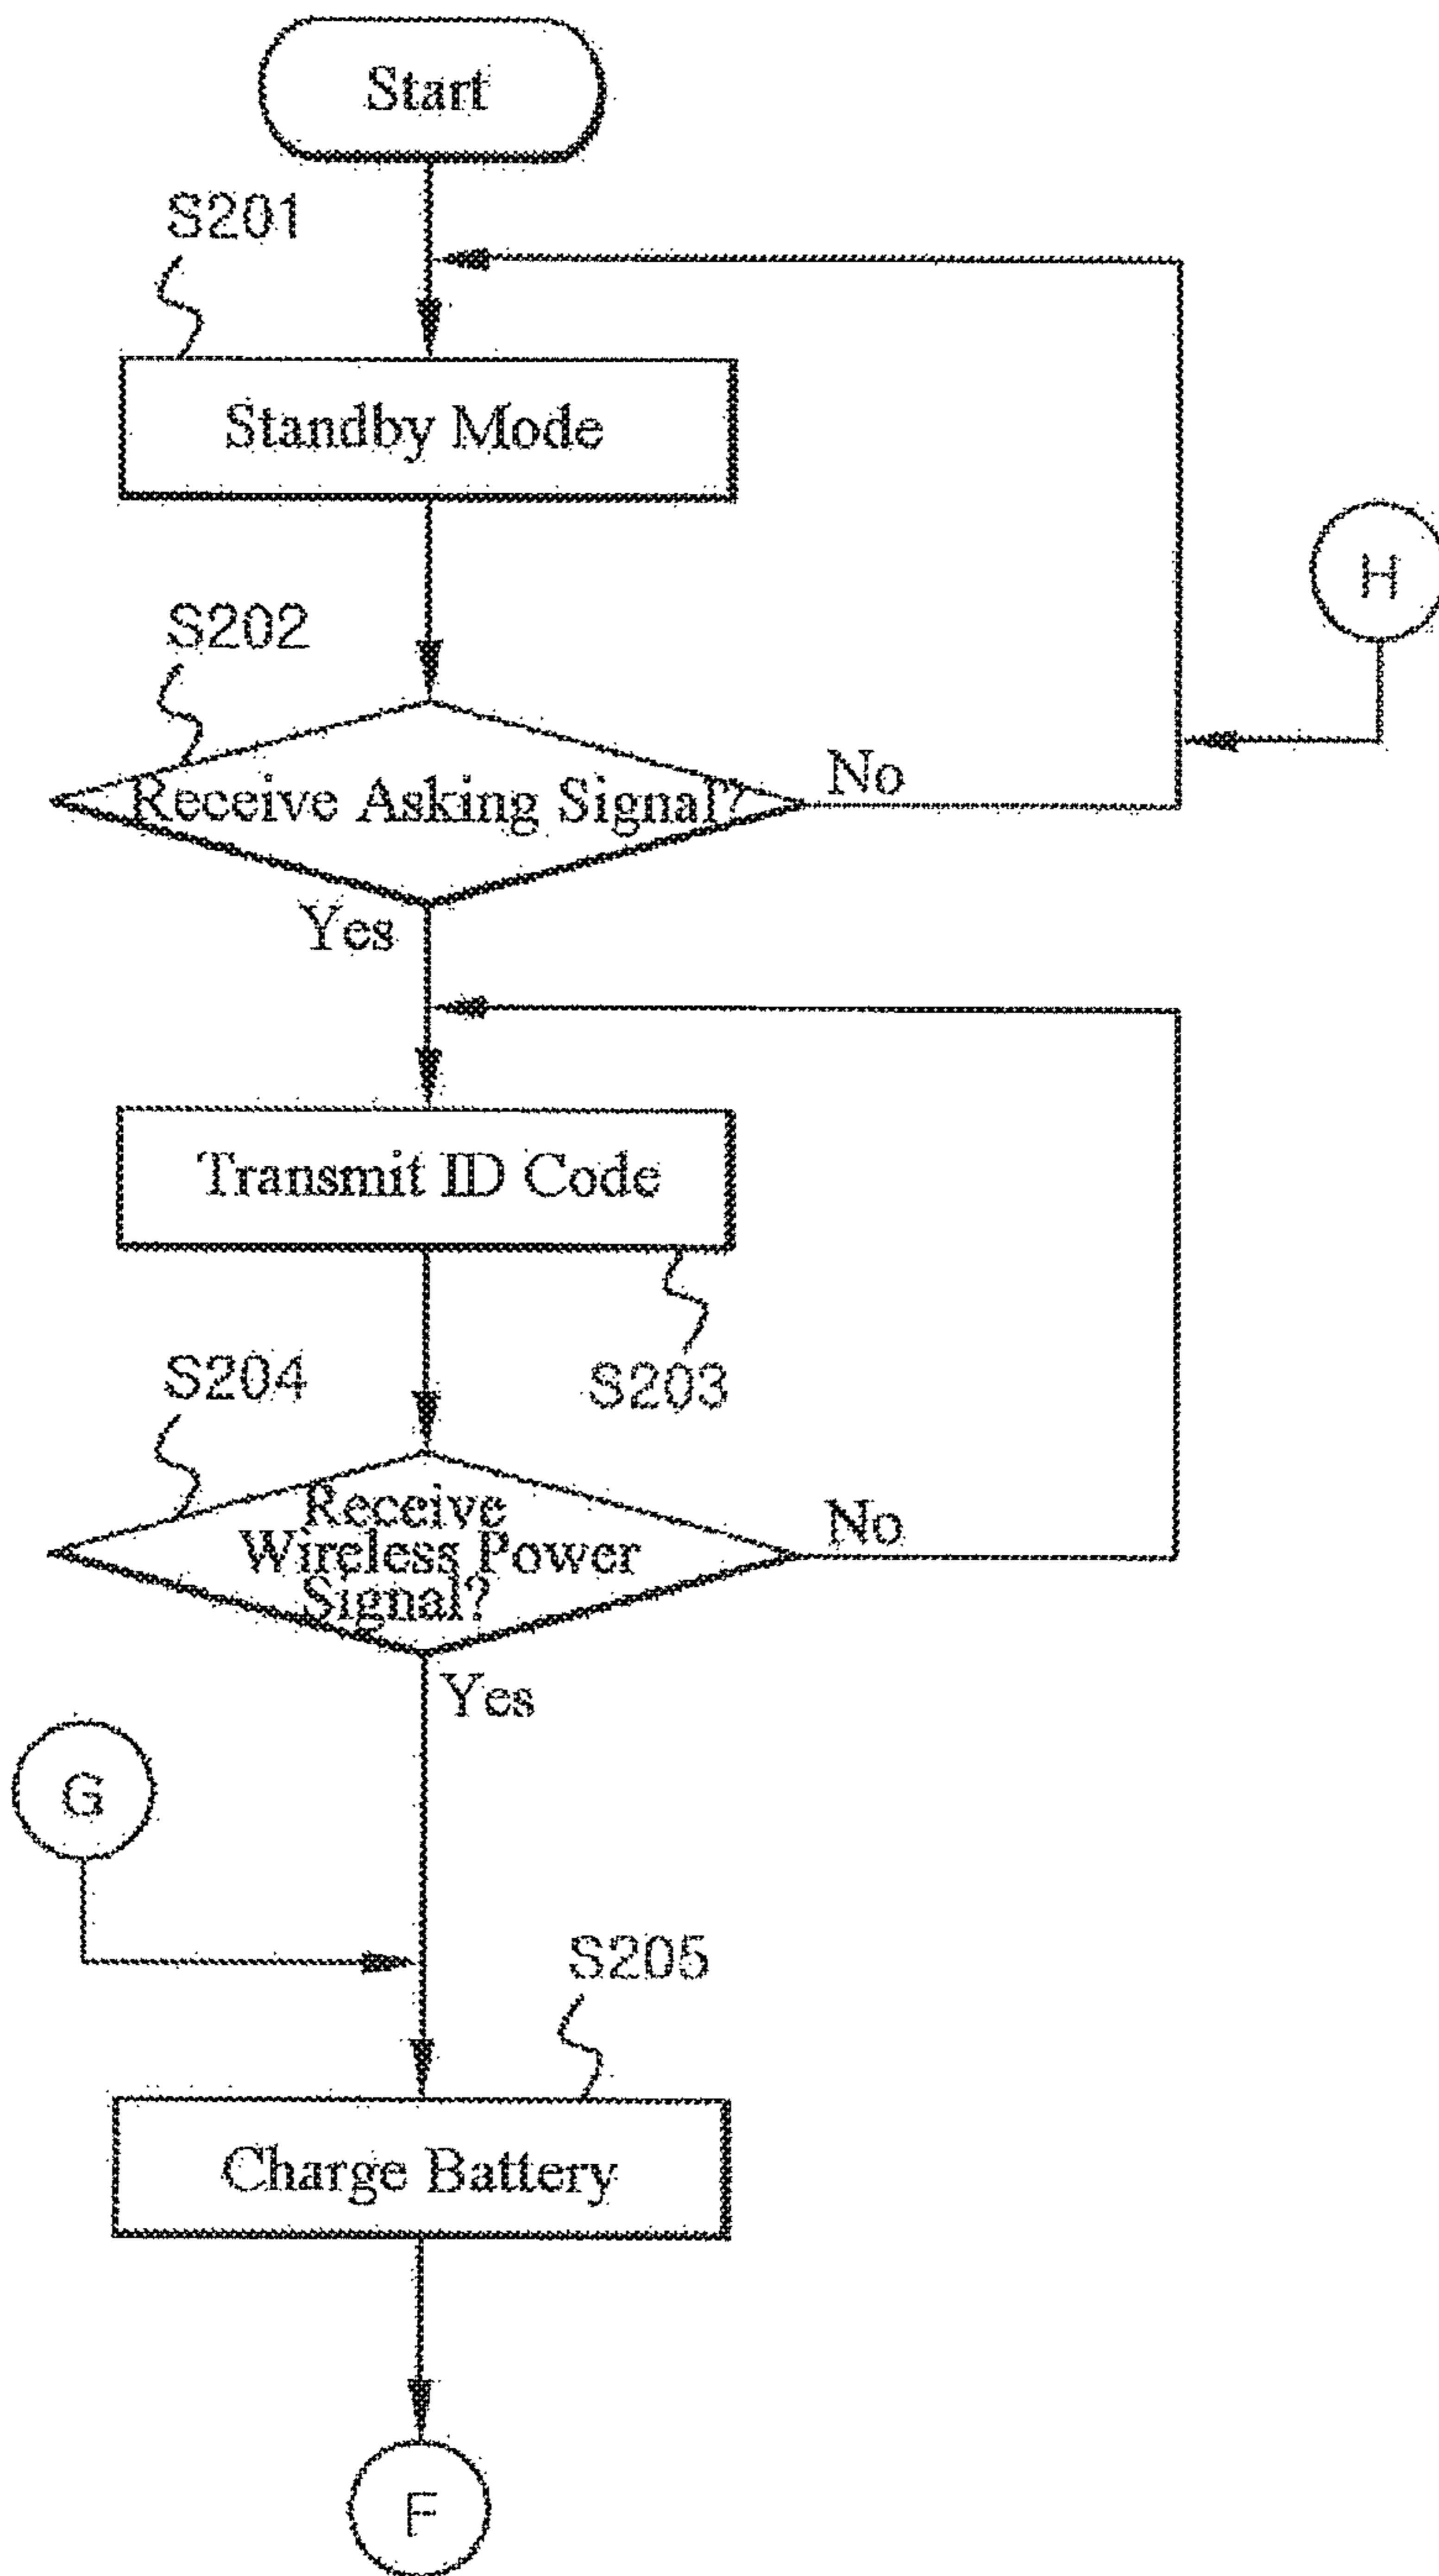 Start
S201
Standby Mode
H
S202
Receive Asking Signal?
No
Yes
Transmit ID Code
S203
S204
Receive
Wireless Power
Signal?
No
Yes
G
S205
Charge Battery
F